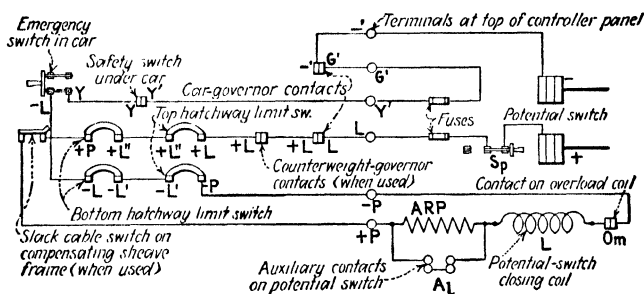 Emergency
switch in car
Safety switch
under car
-'
Terminals at top of controller panel
-'
G'
G'
-
-L
Y
Y'
Car-governor contacts
Y'
Top hatchway limit sw.
L
Fuses
Potential switch
+P
+L"
+L"
+L
+L
L
Counterweight-governor
contacts (when used)
Sp
+
-L
-L'
-L'
-P
-P
Contact on overload coil
Bottom hatchway limit switch
+P
ARP
L
Om
Slack cable switch on
compensating sheave
frame (when used)
Auxiliary contacts
on potential switch
AL
Potential-switch
closing coil